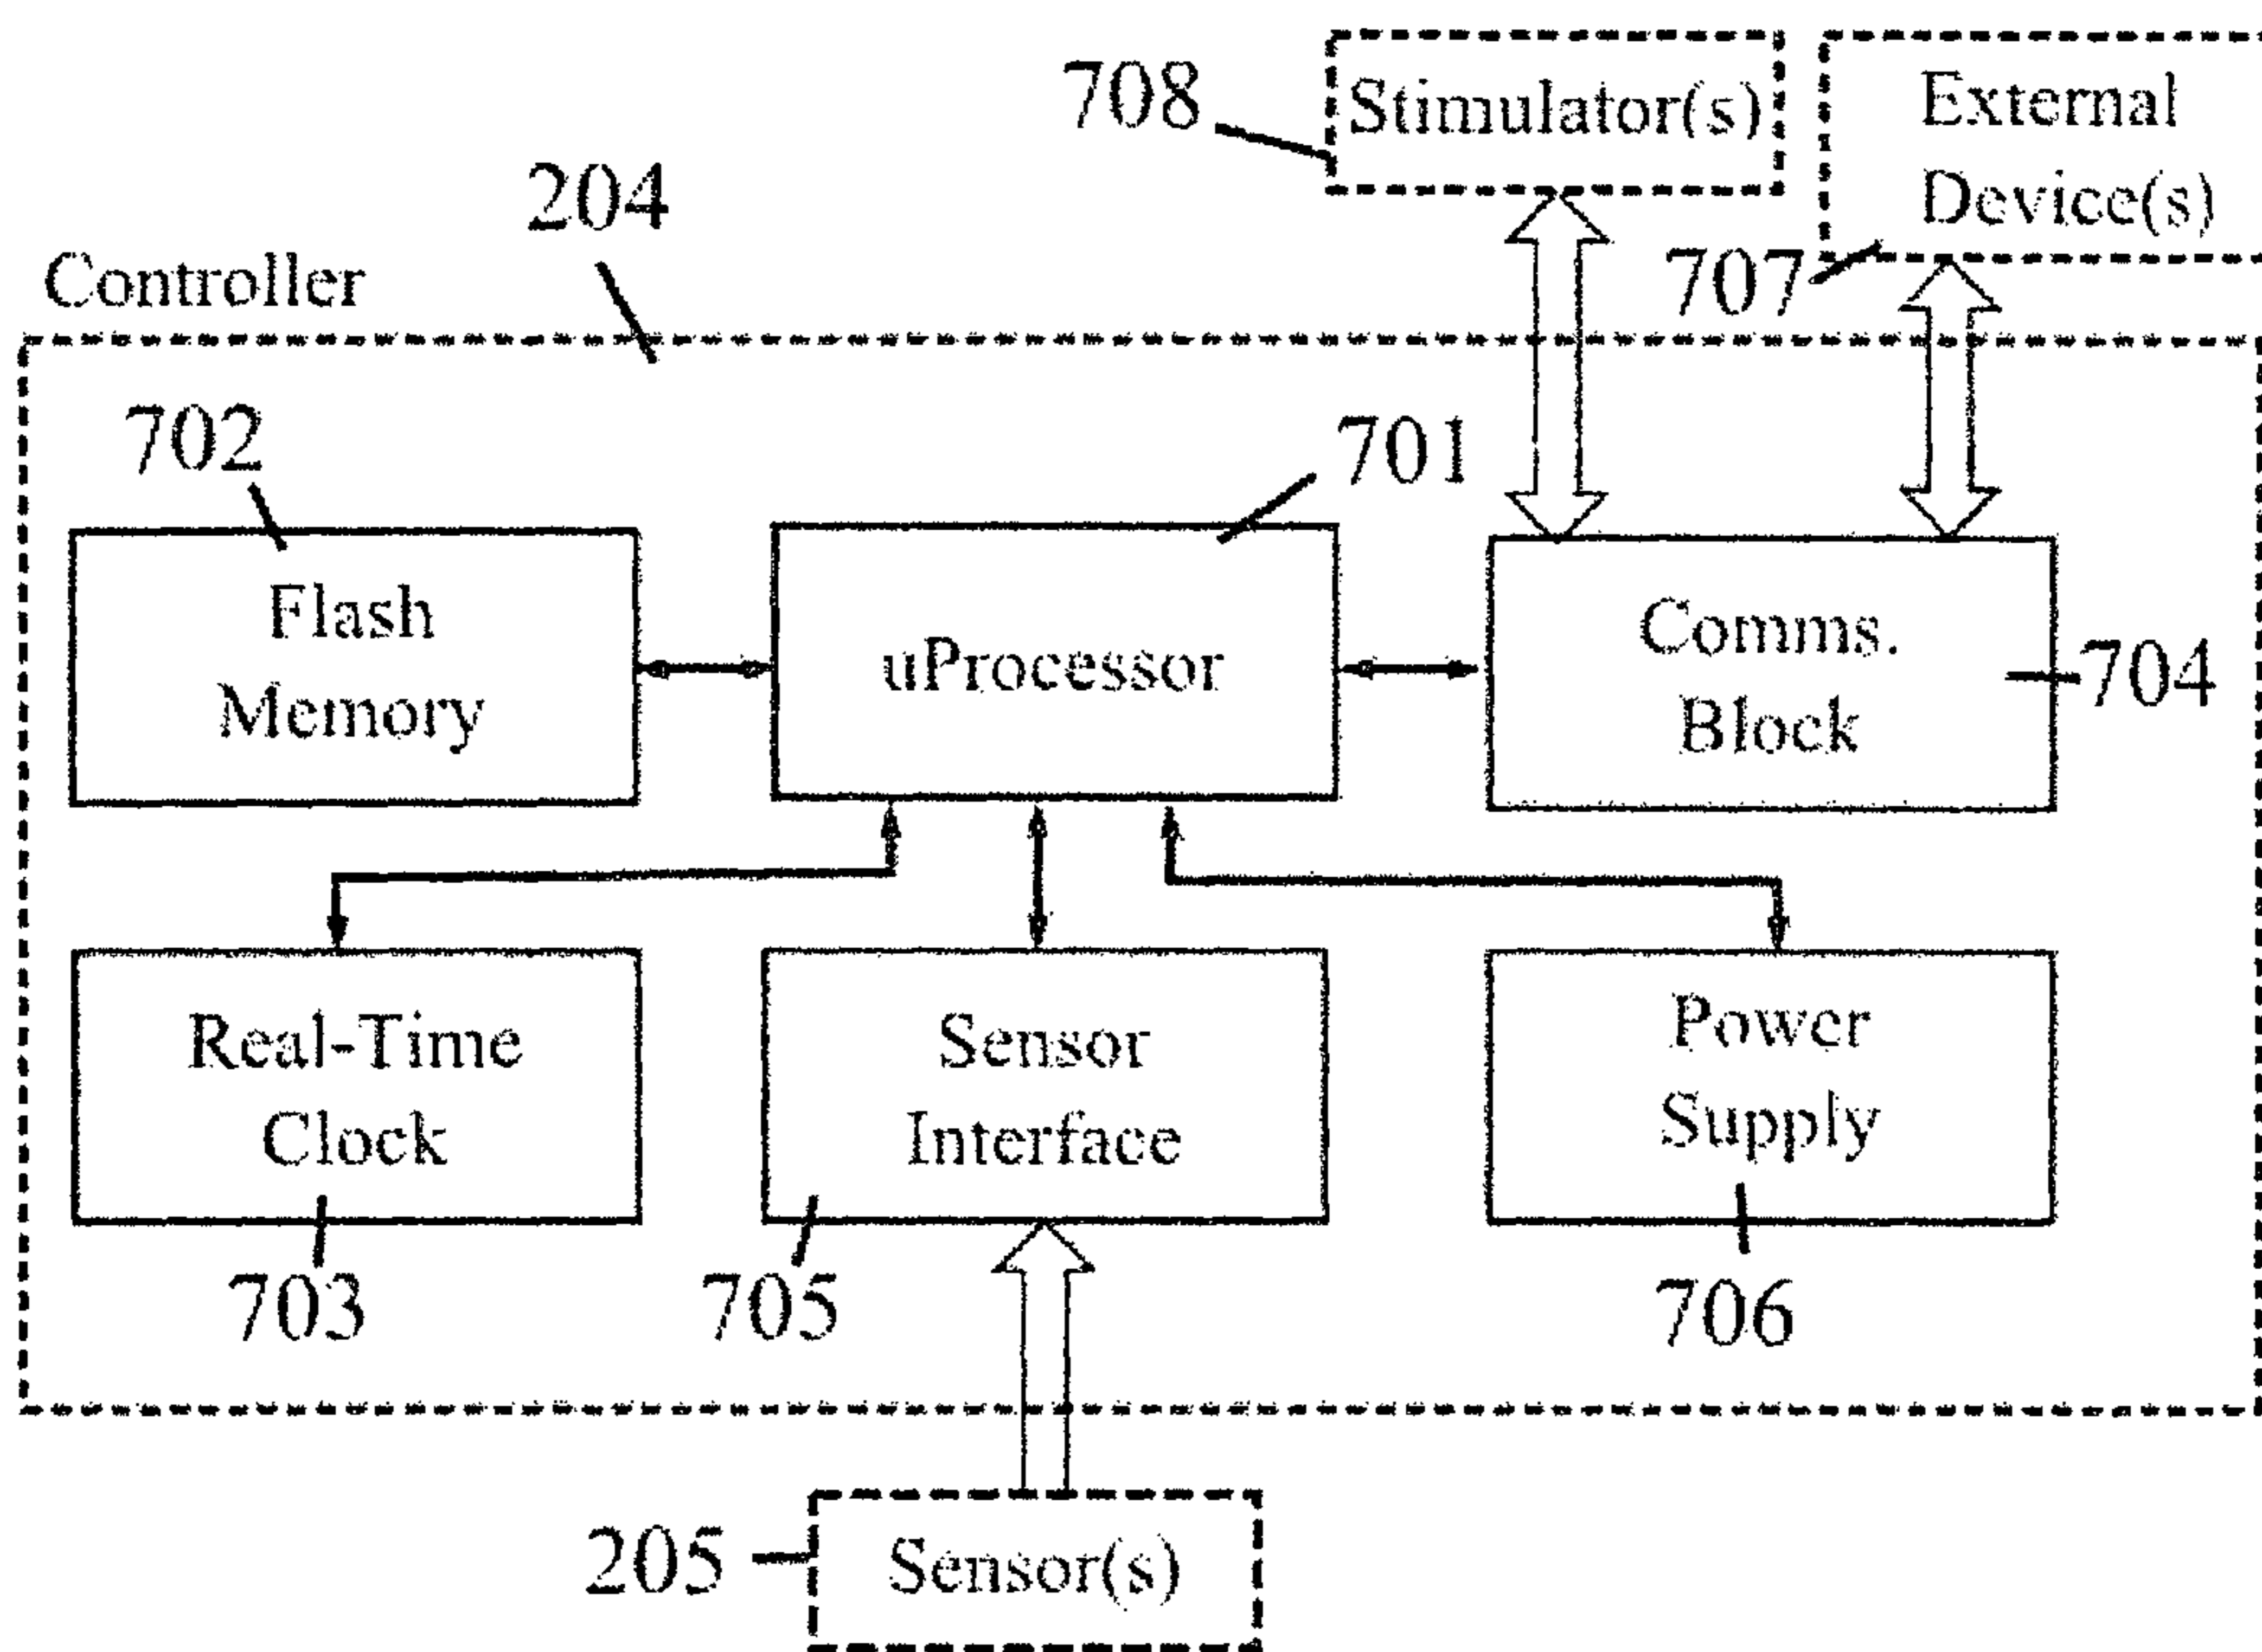 708
Stimulator(s)
External
Device(s)
707
204
Controller
702
701
Flash
Memory
uProcessor
Comms.
Block
704
Real-Time
Clock
Sensor
Interface
Power
Supply
703
705
706
205
Sensor(s)